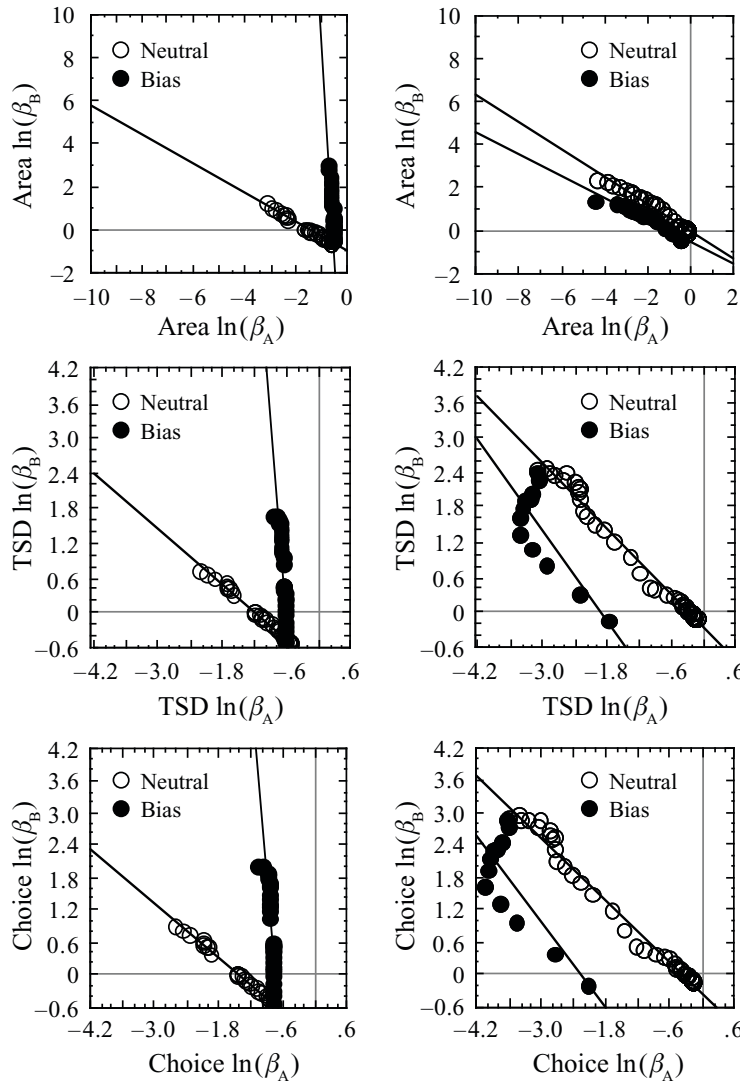 10
8
6
4
2
0
−2
Area ln(βB)
Neutral
Bias
−10 −8 −6 −4 −2 0
Area ln(βA)
10
8
6
4
2
0
−2
Area ln(βB)
Neutral
Bias
−10 −8 −6 −4 −2 0 2
Area ln(βA)
4.2
3.6
3.0
2.4
1.8
1.2
0.6
0
−0.6
TSD ln(βB)
Neutral
Bias
−4.2 −3.0 −1.8 −.6 .6
TSD ln(βA)
4.2
3.6
3.0
2.4
1.8
1.2
0.6
0
−0.6
TSD ln(βB)
Neutral
Bias
−4.2 −3.0 −1.8 −.6 .6
TSD ln(βA)
4.2
3.6
3.0
2.4
1.8
1.2
0.6
0
−0.6
Choice ln(βB)
Neutral
Bias
−4.2 −3.0 −1.8 −.6 .6
Choice ln(βA)
4.2
3.6
3.0
2.4
1.8
1.2
0.6
0
−0.6
Choice ln(βB)
Neutral
Bias
−4.2 −3.0 −1.8 −.6 .6
Choice ln(βA)